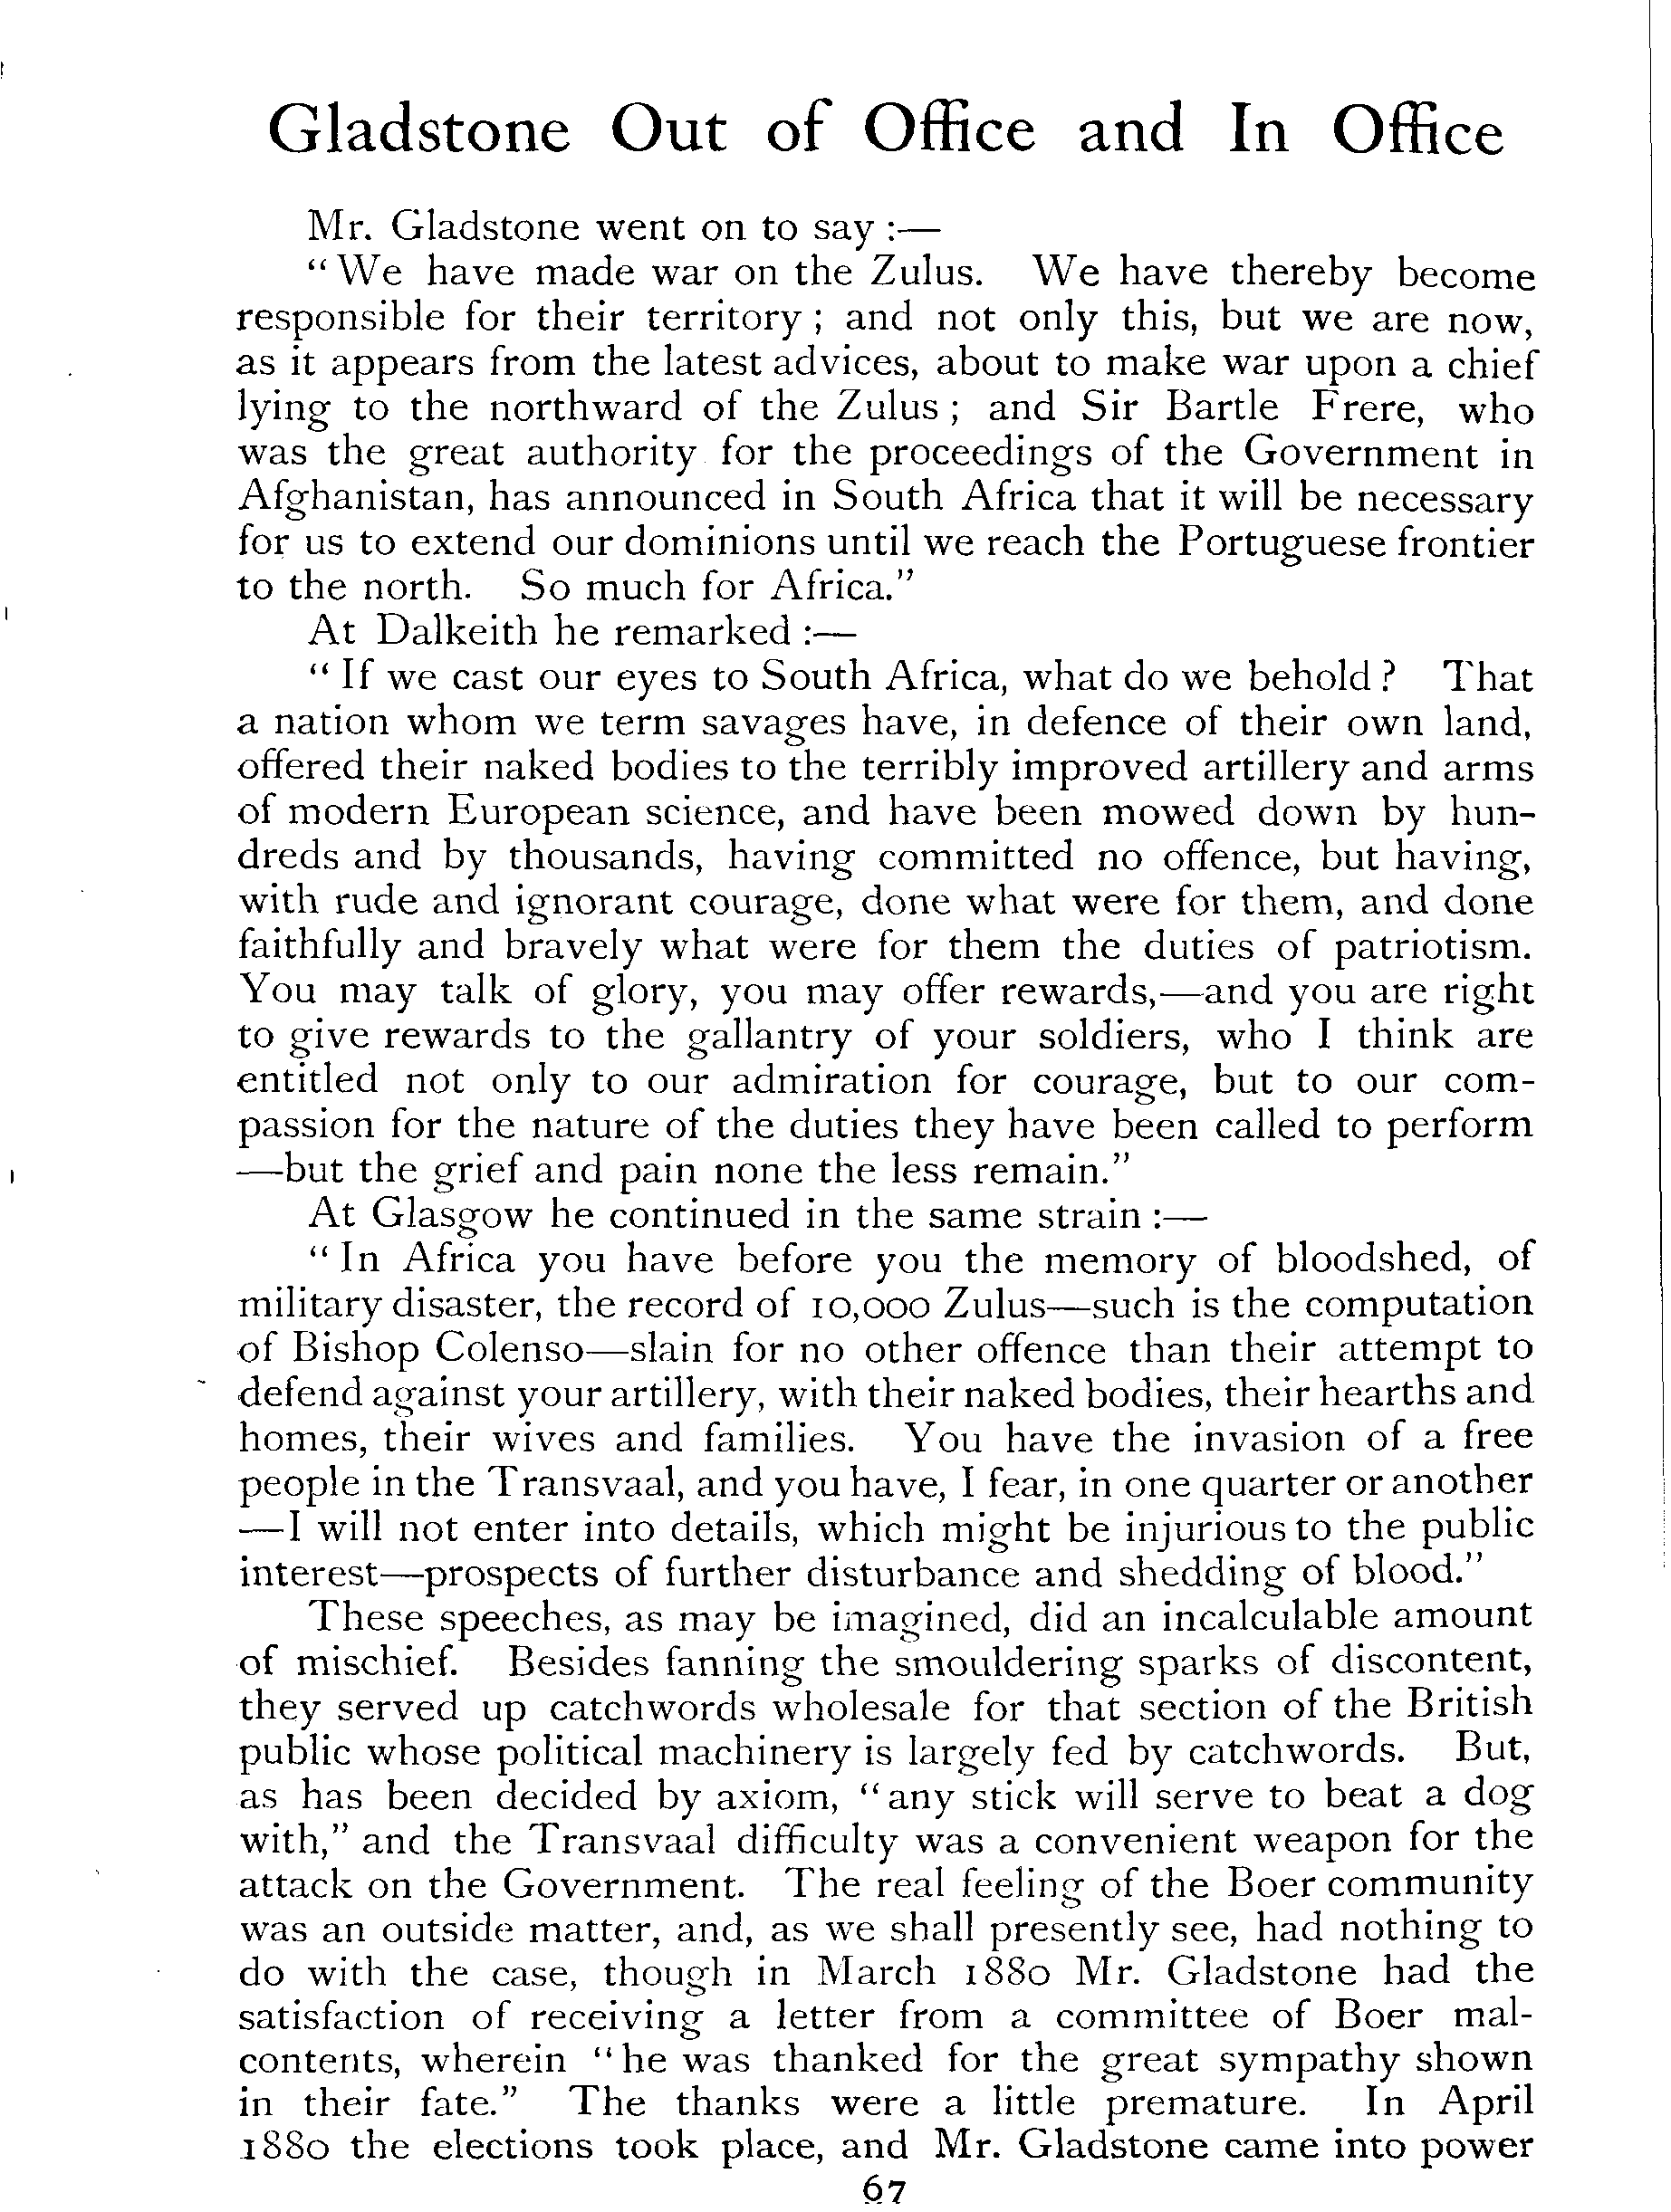 Gladstone Out of Office and In Office
Mr. Gladstone went on to say :—
“ We have made war on the Zulus. We have thereby become
responsible for their territory ; and not only this, but we are now,
as it appears from the latest advices, about to make war upon a chief
lying to the northward of the Zulus ; and Sir Bartle Frere, who
was the great authority for the proceedings of the Government in
Afghanistan, has announced in South Africa that it will be necessary
for us to extend our dominions until we reach the Portuguese frontier
to the north. So much for Africa.”
At Dalkeith he remarked :—
“ If we cast our eyes to South Africa, what do we behold ? That
a nation whom we term savages have, in defence of their own land,
offered their naked bodies to the terribly improved artillery and arms
of modern European science, and have been mowed down by hun-
dreds and by thousands, having committed no offence, but having,
with rude and ignorant courage, done what were for them, and done
faithfully and bravely what were for them the duties of patriotism.
You may talk of glory, you may offer rewards,—and you are right
to give rewards to the gallantry of your soldiers, who I think are
entitled not only to our admiration for courage, but to our com-
passion for the nature of the duties they have been called to perform
—but the grief and pain none the less remain.”
At Glasgow he continued in the same strain :—
“ In Africa you have before you the memory of bloodshed, of
military disaster, the record of 10,000 Zulus—such is the computation
of Bishop Colenso—slain for no other offence than their attempt to
defend against your artillery, with their naked bodies, their hearths and
homes, their wives and families. You have the invasion of a free
people in the Transvaal, and you have, I fear, in one quarter or another
—I will not enter into details, which might be injurious to the public
interest—prospects of further disturbance and shedding of blood.”
These speeches, as may be imagined, did an incalculable amount
of mischief. Besides fanning the smouldering sparks of discontent,
they served up catchwords wholesale for that section of the British
public whose political machinery is largely fed by catchwords. But,
as has been decided by axiom, “ any stick will serve to beat a dog
with,” and the Transvaal difficulty was a convenient weapon for the
attack on the Government. The real feeling of the Boer community
was an outside matter, and, as we shall presently see, had nothing to
do with the case, though in March 1880 Mr. Gladstone had the
satisfaction of receiving a letter from a committee of Boer mal-
contents, wherein “ he was thanked for the great sympathy shown
in their fate.” The thanks were a little premature. In April
1880 the elections took place, and Mr. Gladstone came into power
67